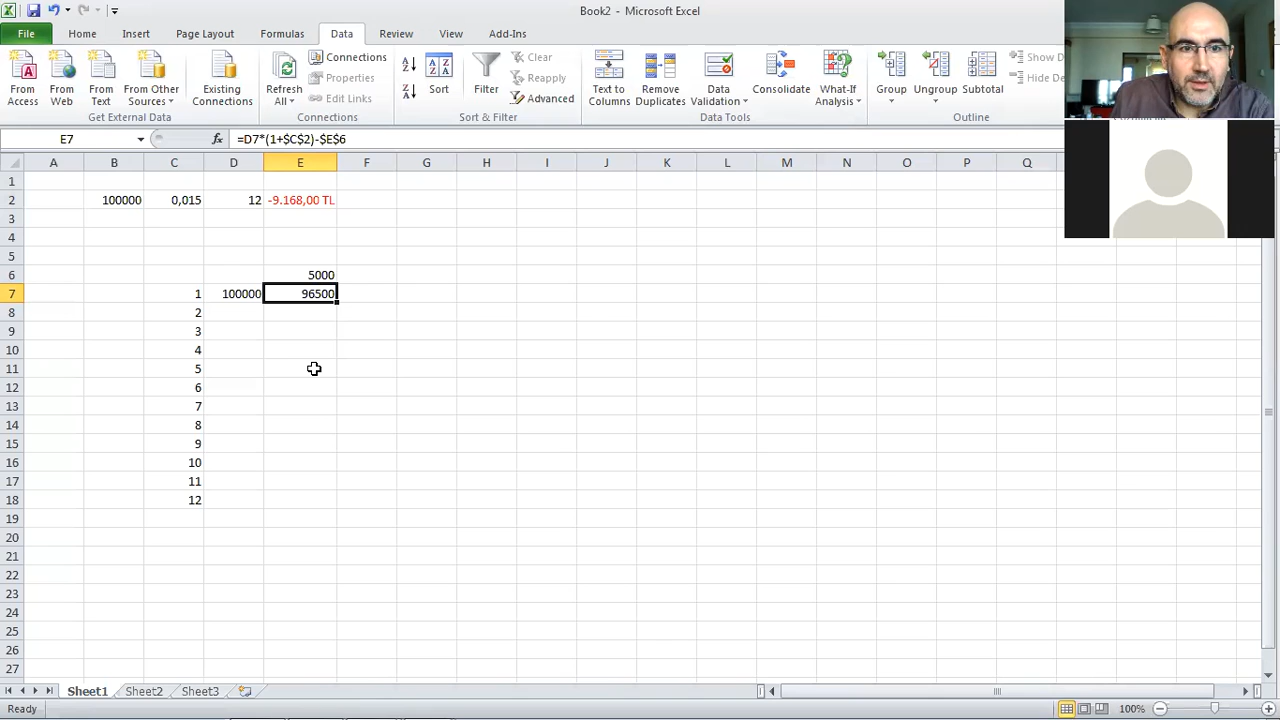 Book2 - Microsoft Excel
File Home Insert Page Layout Formulas Data Review View Add-Ins
From Access
From Web
From Text
From Other Sources
Existing Connections
Get External Data
Refresh All
Connections
Properties
Edit Links
Connections
Sort
Filter
Clear
Reapply
Advanced
Sort & Filter
Text to Columns
Remove Duplicates
Data Validation
Consolidate
What-If Analysis
Data Tools
Group
Ungroup
Subtotal
Show D
Hide De
Outline
E7 fx =D7*(1+$C$2)-$E$6
A B C D E F G H I J K L M N O P Q
1
2 100000 0,015 12 -9.168,00 TL
3
4
5
6 5000
7 1 100000 96500
8 2
9 3
10 4
11 5
12 6
13 7
14 8
15 9
16 10
17 11
18 12
19
20
21
22
23
24
25
26
27
Sheet1 Sheet2 Sheet3
Ready 100%